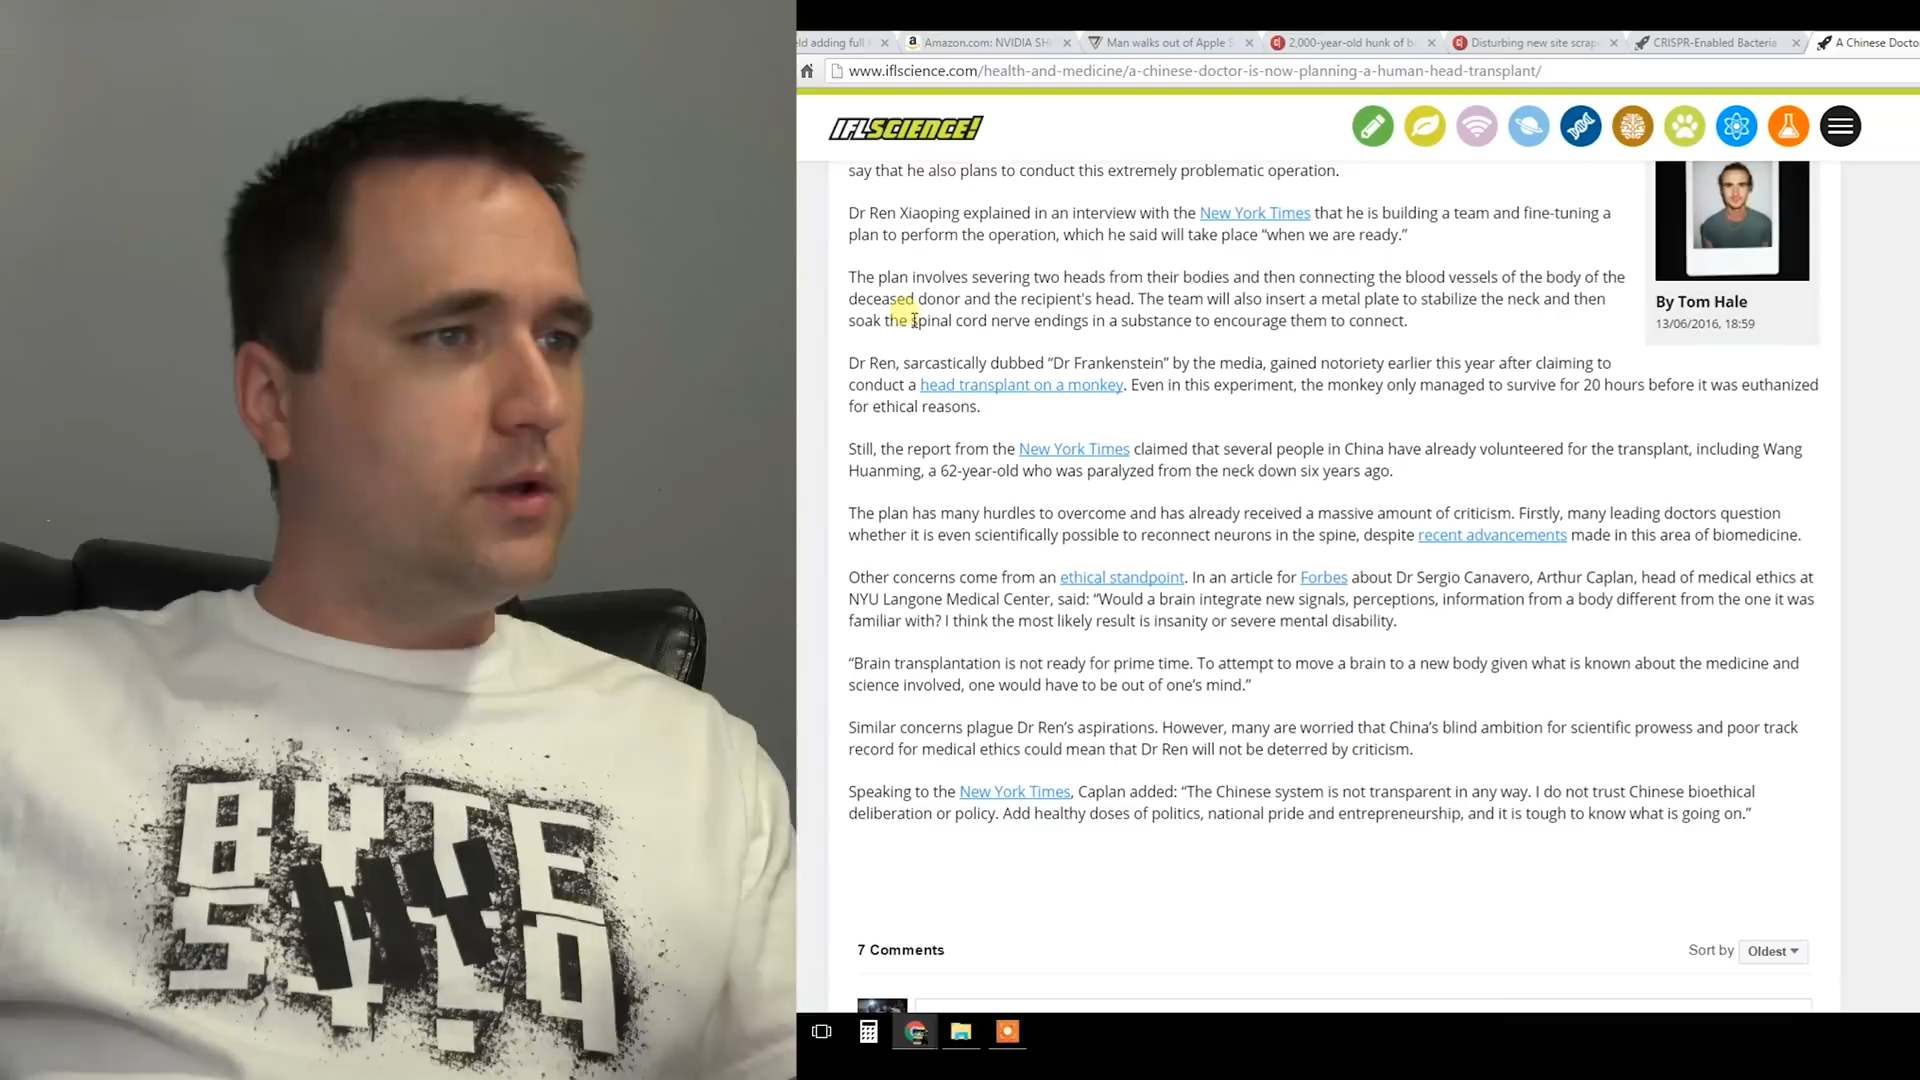 eld adding full
Amazon.com: NVIDIA SH
Man walks out of Apple S
2,000-year-old hunk of b
Disturbing new site scrap
CRISPR-Enabled Bacteria
A Chinese Docto
www.iflscience.com/health-and-medicine/a-chinese-doctor-is-now-planning-a-human-head-transplant/
IFLSCIENCE!
say that he also plans to conduct this extremely problematic operation.
Dr Ren Xiaoping explained in an interview with the New York Times that he is building a team and fine-tuning a
plan to perform the operation, which he said will take place “when we are ready.”
The plan involves severing two heads from their bodies and then connecting the blood vessels of the body of the
deceased donor and the recipient's head. The team will also insert a metal plate to stabilize the neck and then
soak the spinal cord nerve endings in a substance to encourage them to connect.
By Tom Hale
13/06/2016, 18:59
Dr Ren, sarcastically dubbed “Dr Frankenstein” by the media, gained notoriety earlier this year after claiming to
conduct a head transplant on a monkey. Even in this experiment, the monkey only managed to survive for 20 hours before it was euthanized
for ethical reasons.
Still, the report from the New York Times claimed that several people in China have already volunteered for the transplant, including Wang
Huanming, a 62-year-old who was paralyzed from the neck down six years ago.
The plan has many hurdles to overcome and has already received a massive amount of criticism. Firstly, many leading doctors question
whether it is even scientifically possible to reconnect neurons in the spine, despite recent advancements made in this area of biomedicine.
Other concerns come from an ethical standpoint. In an article for Forbes about Dr Sergio Canavero, Arthur Caplan, head of medical ethics at
NYU Langone Medical Center, said: “Would a brain integrate new signals, perceptions, information from a body different from the one it was
familiar with? I think the most likely result is insanity or severe mental disability.
“Brain transplantation is not ready for prime time. To attempt to move a brain to a new body given what is known about the medicine and
science involved, one would have to be out of one’s mind.”
Similar concerns plague Dr Ren’s aspirations. However, many are worried that China’s blind ambition for scientific prowess and poor track
record for medical ethics could mean that Dr Ren will not be deterred by criticism.
Speaking to the New York Times, Caplan added: “The Chinese system is not transparent in any way. I do not trust Chinese bioethical
deliberation or policy. Add healthy doses of politics, national pride and entrepreneurship, and it is tough to know what is going on.”
7 Comments
Sort by
Oldest
BYTE